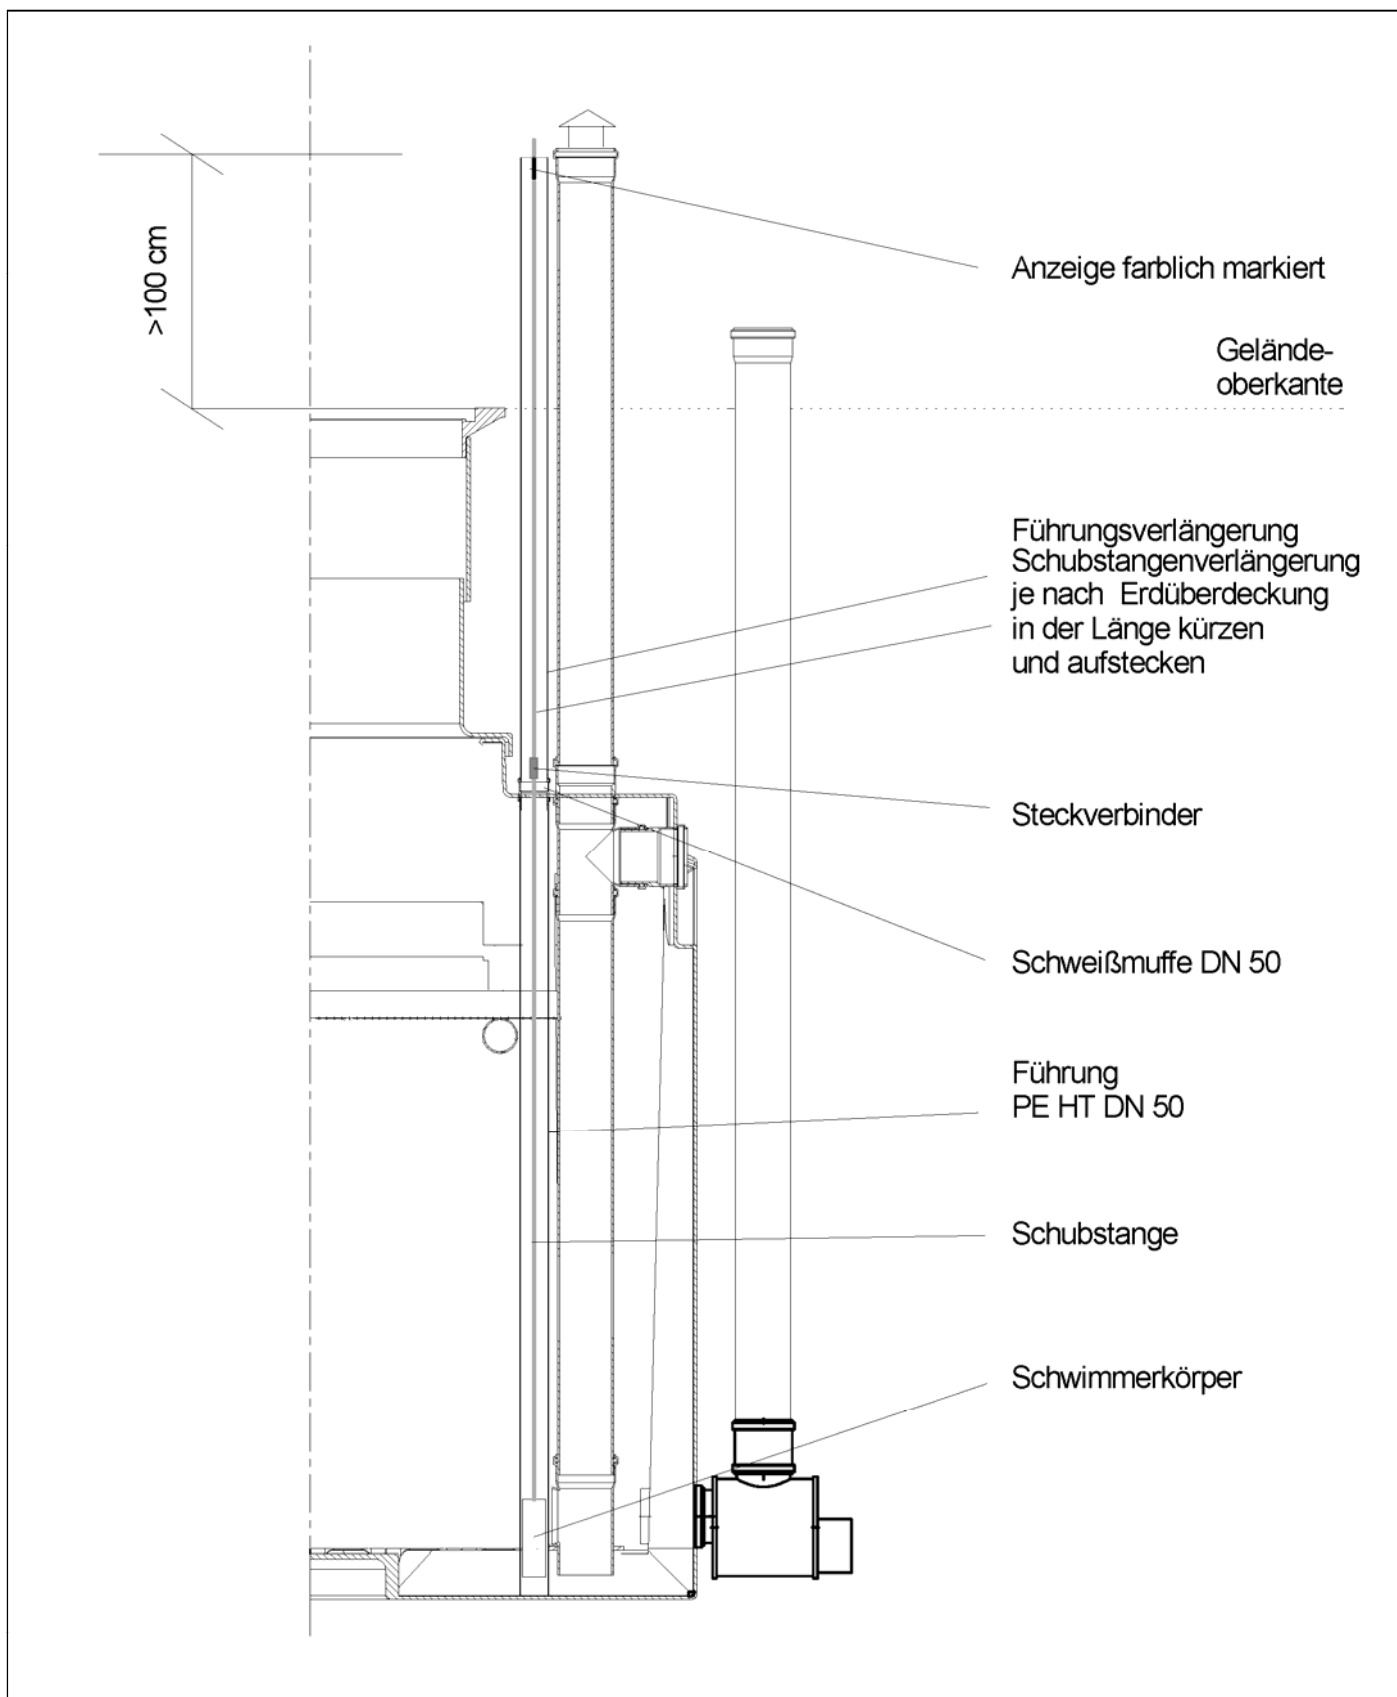 >100 cm
Anzeige farblich markiert
Gelände-
oberkante
Führungsverlängerung
Schubstangenverlängerung
je nach  Erdüberdeckung
in der Länge kürzen
und aufstecken
Steckverbinder
Schweißmuffe DN 50
Führung
PE HT DN 50
Schubstange
Schwimmerkörper